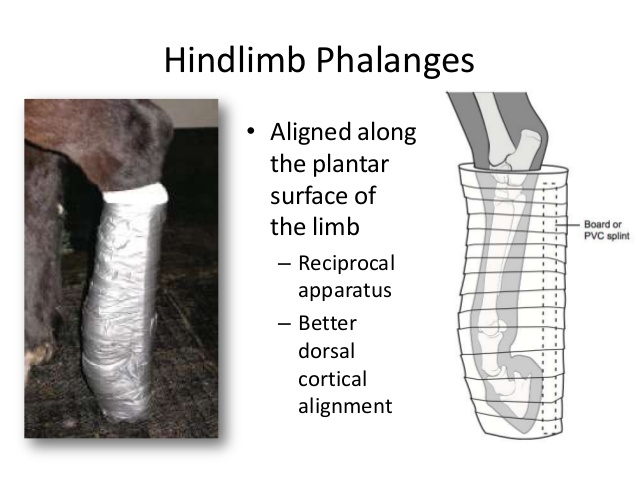 Hindlimb Phalanges
• Aligned along
the plantar
surface of
the limb
– Reciprocal
apparatus
– Better
dorsal
cortical
alignment
Board or
PVC splint